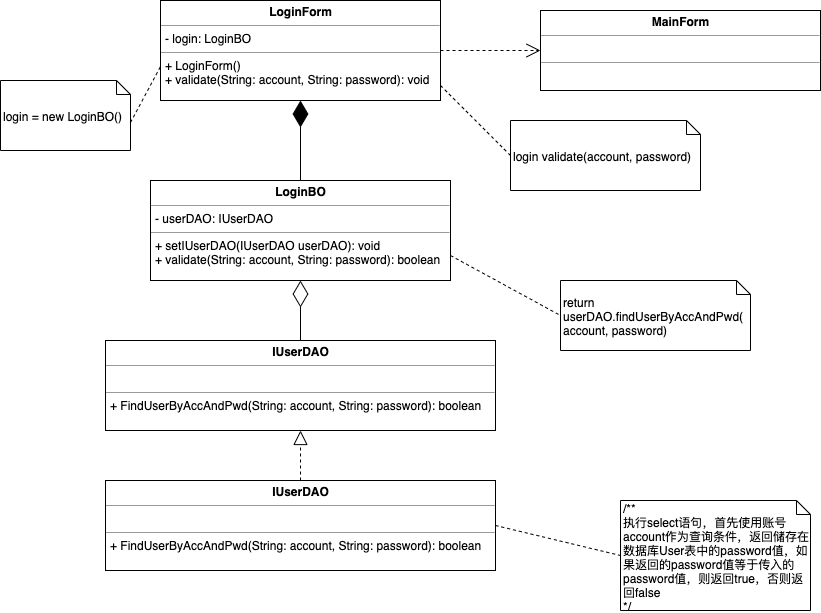 LoginForm
- login: LoginBO
+ LoginForm()
+ validate(String: account, String: password): void
MainForm
login = new LoginBO()
login validate(account, password)
LoginBO
- userDAO: IUserDAO
+ setIUserDAO(IUserDAO userDAO): void
+ validate(String: account, String: password): boolean
return
userDAO.findUserByAccAndPwd(
account, password)
IUserDAO
+ FindUserByAccAndPwd(String: account, String: password): boolean
IUserDAO
+ FindUserByAccAndPwd(String: account, String: password): boolean
/**
执行select语句，首先使用账号
account作为查询条件，返回储存在
数据库User表中的password值，如
果返回的password值等于传入的
password值，则返回true，否则返
回false
*/